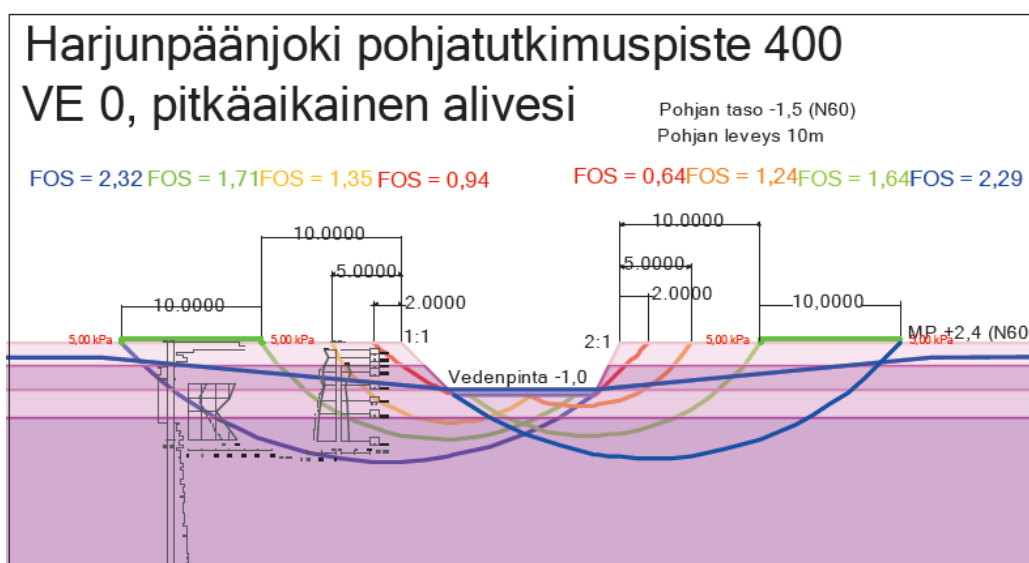 Harjunpäänjoki pohjatutkimuspiste 400
VE 0, pitkäaikainen alivesi
Pohjan taso -1,5 (N60)
Pohjan leveys 10m
FOS = 2,32 FOS = 1,71 FOS = 1,35 FOS = 0,94 FOS = 0,64 FOS = 1,24 FOS = 1,64 FOS = 2,29
10.0000 10.0000
5.0000 5.0000
10.0000 2.0000 2.0000 10,0000
5,00 kPa 5,00 kPa 1:1 2:1 5,00 kPa MP +2,4 (N60 5,00 kPa
Vedenpinta -1,0